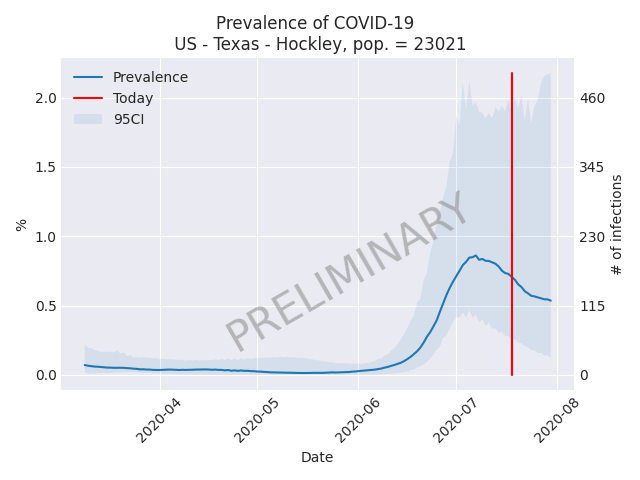 Prevalence of COVID-19
US - Texas - Hockley, pop. = 23021
Prevalence
Today
95CI
2.0
1.5
1.0
0.5
0.0
%
460
345
230
115
0
# of infections
PRELIMINARY
2020-04
2020-05
2020-06
2020-07
2020-08
Date